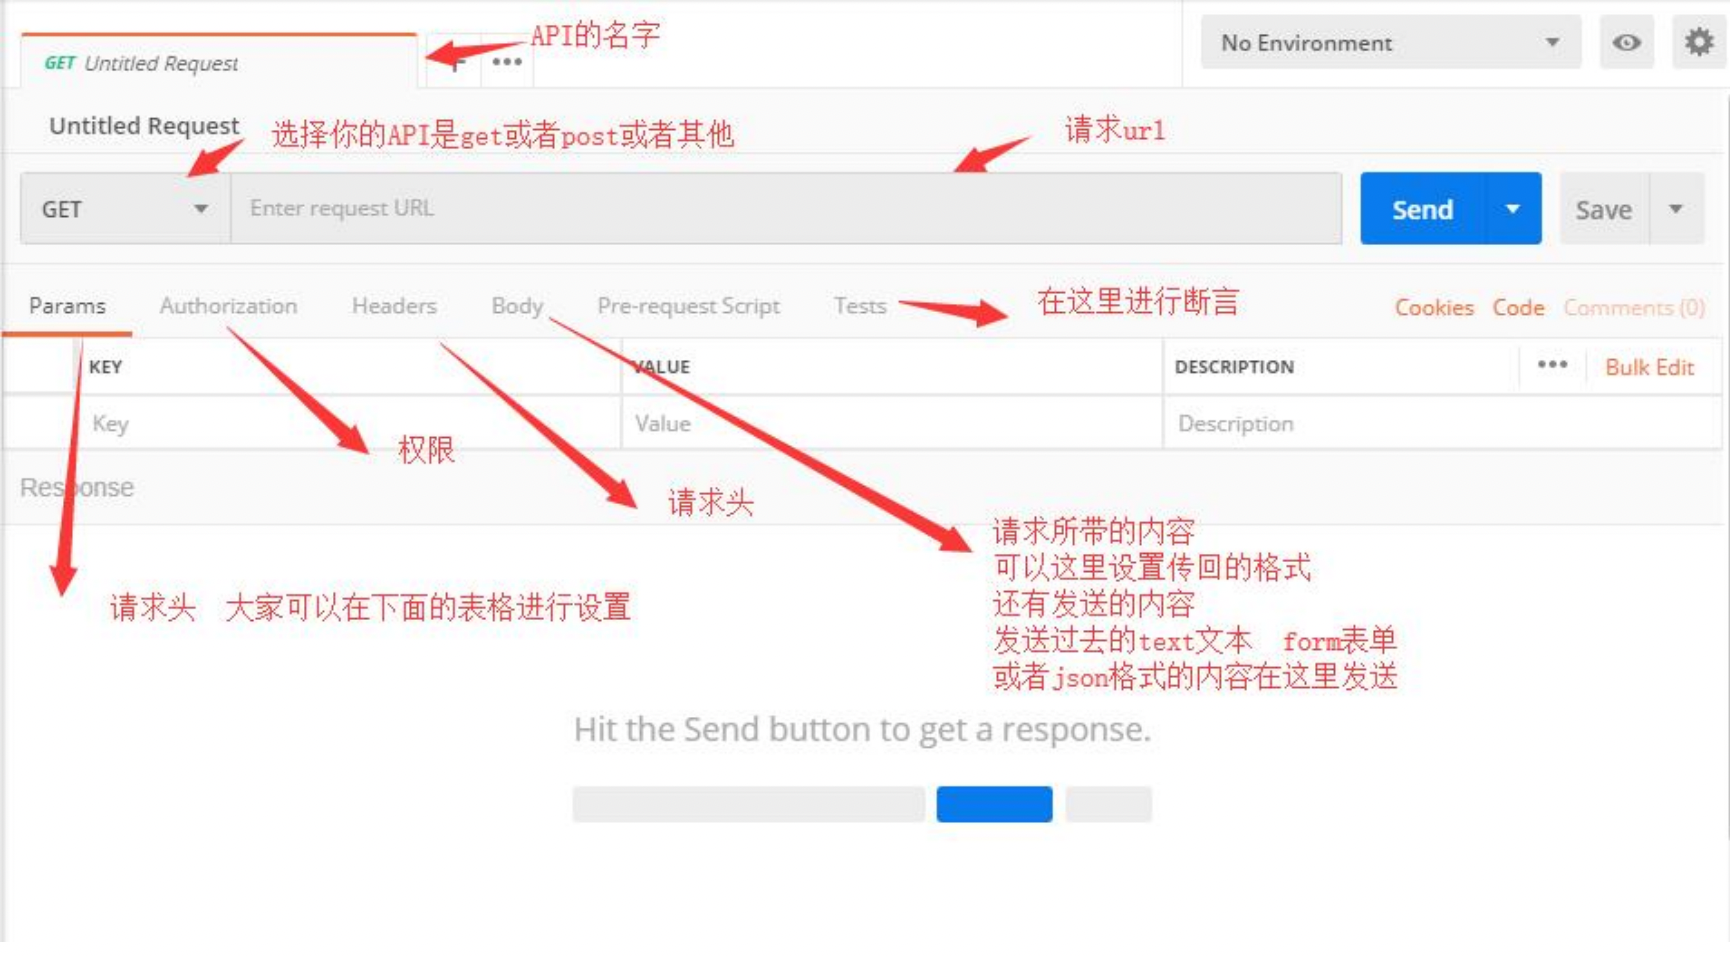 API的名字
No Environment
GET Untitled Request
Untitled Request
选择你的API是get或者post或者其他
请求url
GET
Enter request URL
Send
Save
Params
Authorization
Headers
Body
Pre-request Script
Tests
在这里进行断言
Cookies
Code
Comments (0)
KEY
VALUE
DESCRIPTION
Bulk Edit
Key
Value
Description
权限
Response
请求头
请求所带的内容
可以这里设置传回的格式
还有发送的内容
发送过去的text文本 form表单
或者json格式的内容在这里发送
请求头 大家可以在下面的表格进行设置
Hit the Send button to get a response.